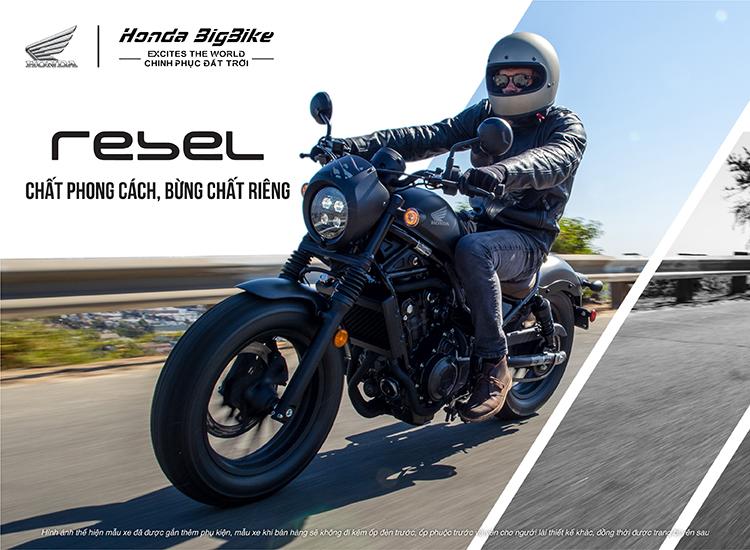 HONDA
Honda BigBike
EXCITES THE WORLD
CHINH PHỤC ĐẤT TRỜI
rebel
CHẤT PHONG CÁCH, BỪNG CHẤT RIÊNG
HONDA
Hình ảnh thể hiện mẫu xe đã được gắn thêm phụ kiện, mẫu xe khi bán hàng sẽ không đi kèm ốp đèn trước, ốp phuộc trước và yên cho người lái thiết kế khác, đồng thời được trang bị yên sau